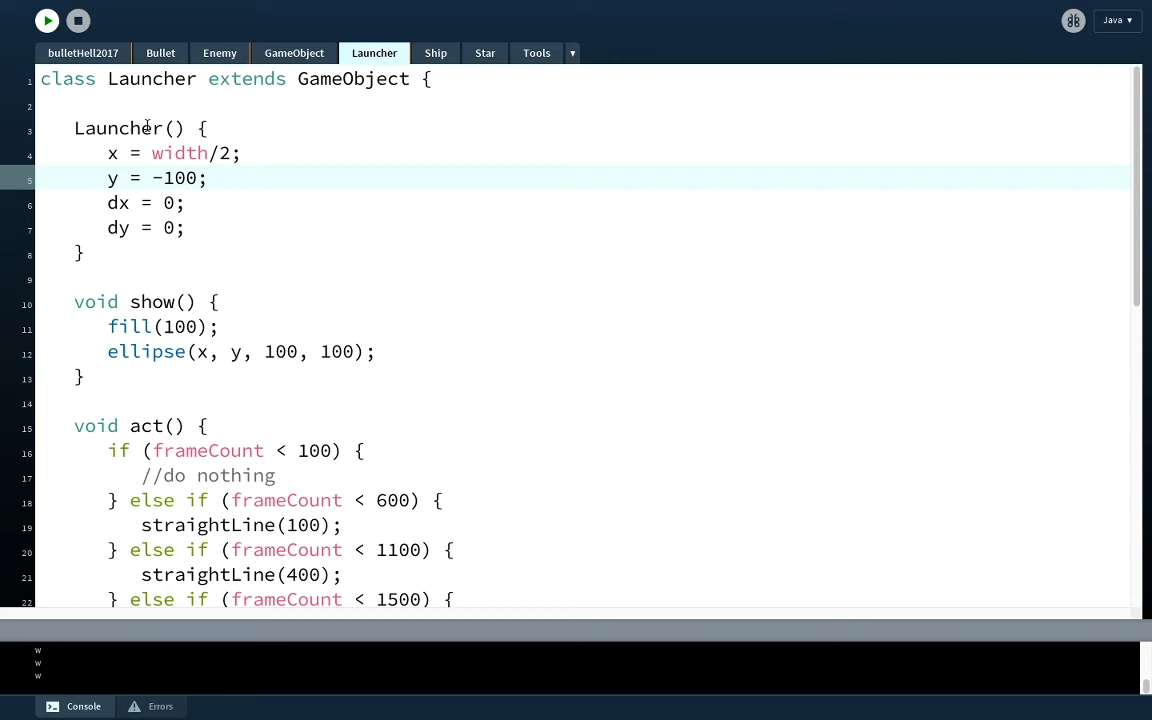 Java ▾
bulletHell2017 Bullet Enemy GameObject Launcher Ship Star Tools ▾
1 class Launcher extends GameObject {
2
3 Launcher() {
4 x = width/2;
5 y = -100;
6 dx = 0;
7 dy = 0;
8 }
9
10 void show() {
11 fill(100);
12 ellipse(x, y, 100, 100);
13 }
14
15 void act() {
16 if (frameCount < 100) {
17 //do nothing
18 } else if (frameCount < 600) {
19 straightLine(100);
20 } else if (frameCount < 1100) {
21 straightLine(400);
22 } else if (frameCount < 1500) {
w
w
w
Console Errors